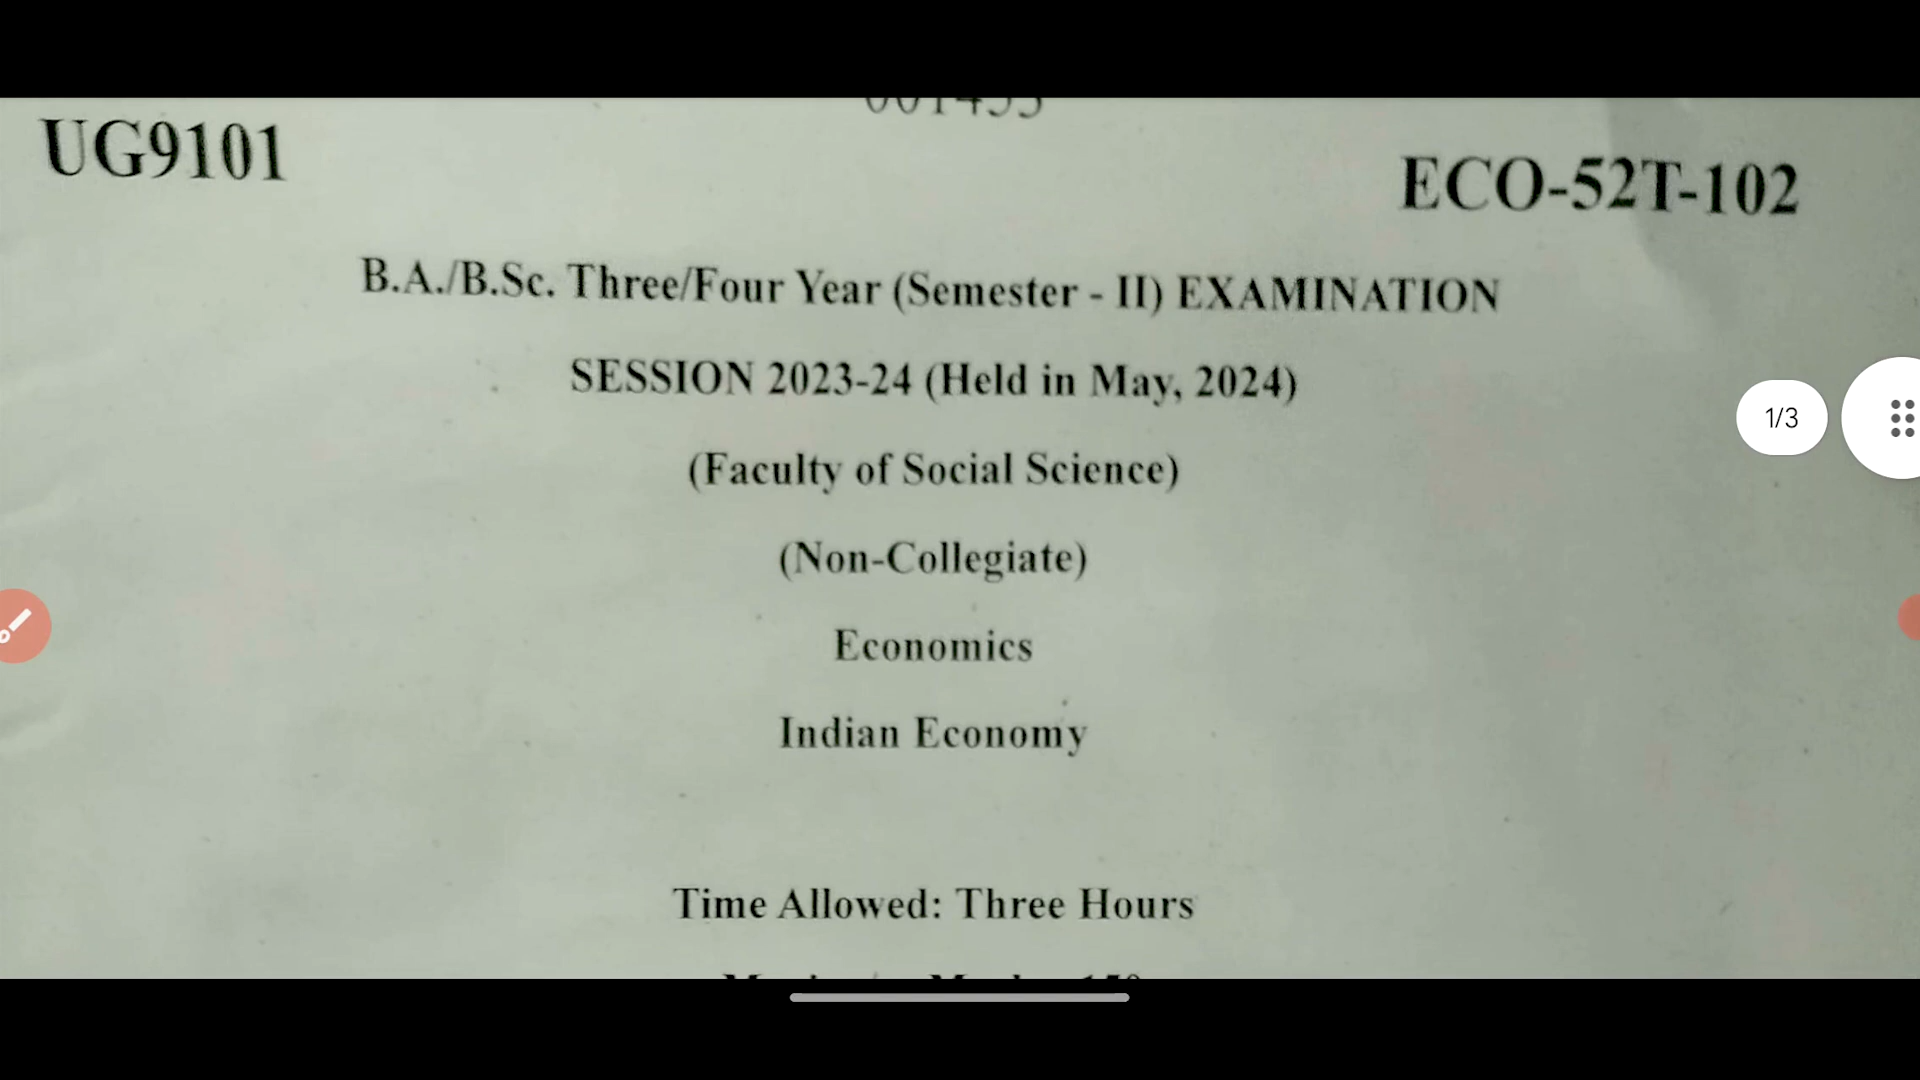 UG9101
ECO-52T-102
B.A./B.Sc. Three/Four Year (Semester - II) EXAMINATION
SESSION 2023-24 (Held in May, 2024)
(Faculty of Social Science)
(Non-Collegiate)
1/3
Economics
Indian Economy
Time Allowed: Three Hours